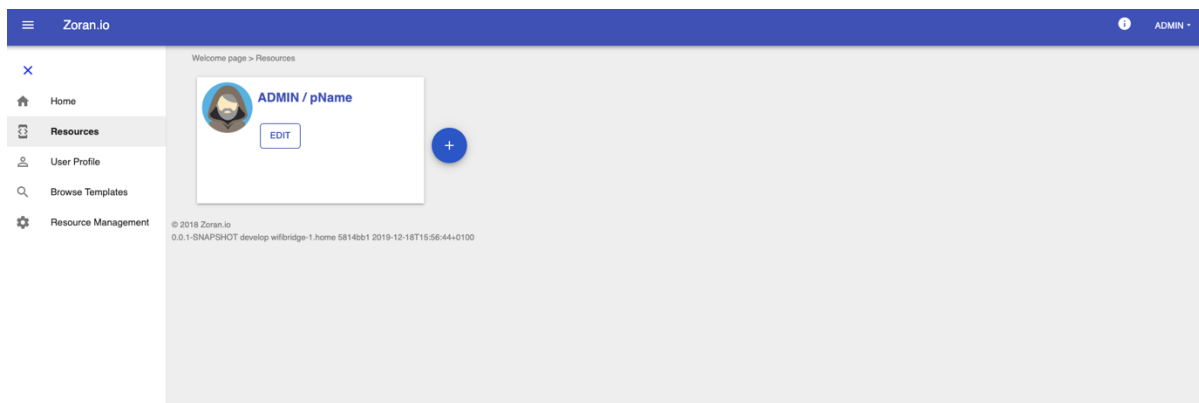 Zoran.io
ADMIN
Welcome page > Resources
Home
Resources
User Profile
Browse Templates
Resource Management
ADMIN / pName
EDIT
© 2018 Zoran.io
0.0.1-SNAPSHOT develop wifibridge-1.home 5814bb1 2019-12-18T15:56:44+0100